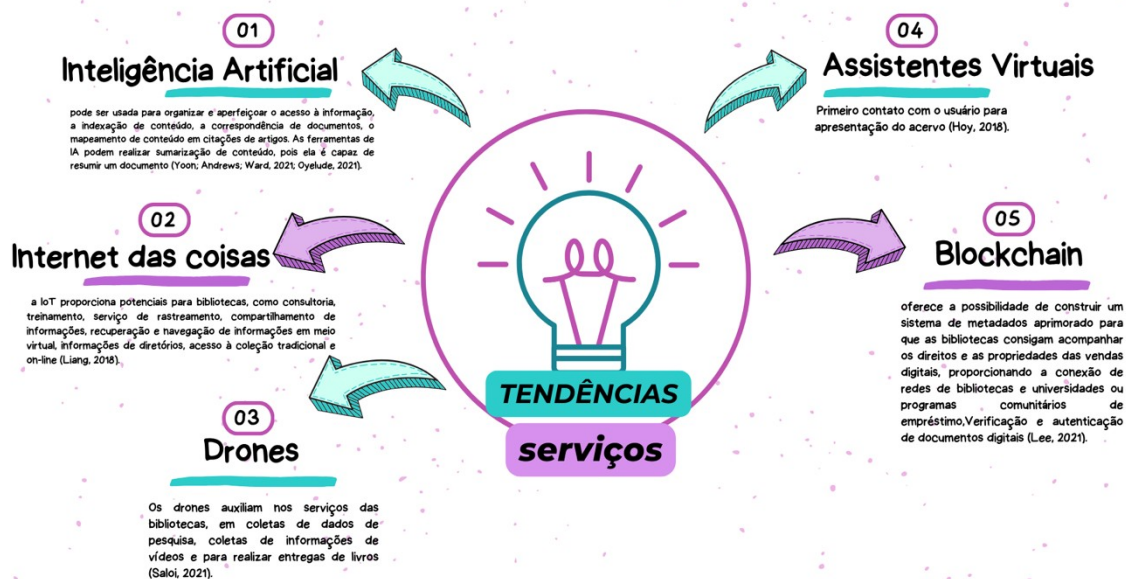 01
Inteligência Artificial
pode ser usada para organizar e aperfeiçoar o acesso à informação,
a indexação de conteúdo, a correspondência de documentos, o
mapeamento de conteúdo em citações de artigos. As ferramentas de
IA podem realizar sumarização de conteúdo, pois ela é capaz de
resumir um documento (Yoon; Andrews; Ward, 2021; Oyelude, 2021).
02
Internet das coisas
a IoT proporciona potenciais para bibliotecas, como consultoria,
treinamento, serviço de rastreamento, compartilhamento de
informações, recuperação e navegação de informações em meio
virtual, informações de diretórios, acesso à coleção tradicional e
on-line (Liang, 2018).
03
Drones
Os drones auxiliam nos serviços das
bibliotecas, em coletas de dados de
pesquisa, coletas de informações de
vídeos e para realizar entregas de livros
(Saloi, 2021).
TENDÊNCIAS
serviços
04
Assistentes Virtuais
Primeiro contato com o usuário para
apresentação do acervo (Hoy, 2018).
05
Blockchain
oferece a possibilidade de construir um
sistema de metadados aprimorado para
que as bibliotecas consigam acompanhar
os direitos e as propriedades das vendas
digitais, proporcionando a conexão de
redes de bibliotecas e universidades ou
programas comunitários de
empréstimo,Verificação e autenticação
de documentos digitais (Lee, 2021).